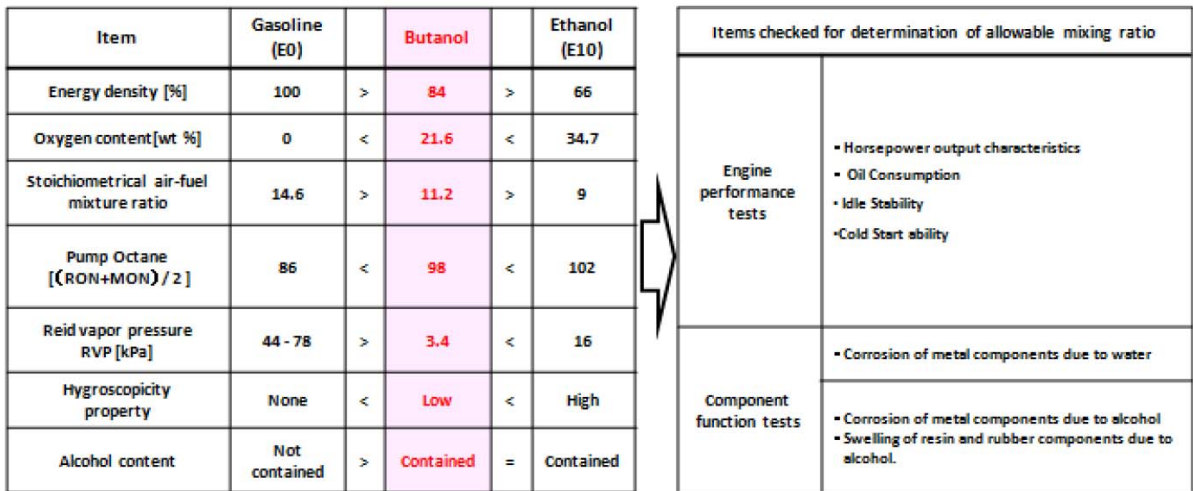 Item Gasoline (E0) Butanol Ethanol (E10)
Energy density [%] 100 > 84 > 66
Oxygen content[wt %] 0 < 21.6 < 34.7
Stoichiometrical air-fuel
mixture ratio 14.6 > 11.2 > 9
Pump Octane
[(RON+MON) / 2 ] 86 < 98 < 102
Reid vapor pressure
RVP [kPa] 44 - 78 > 3.4 < 16
Hygroscopicity
property None < Low < High
Alcohol content Not contained > Contained = Contained
Items checked for determination of allowable mixing ratio
Engine
performance
tests
▪ Horsepower output characteristics
▪ Oil Consumption
▪ Idle Stability
▪Cold Start ability
Component
function tests
▪ Corrosion of metal components due to water
▪ Corrosion of metal components due to alcohol
▪ Swelling of resin and rubber components due to
alcohol.